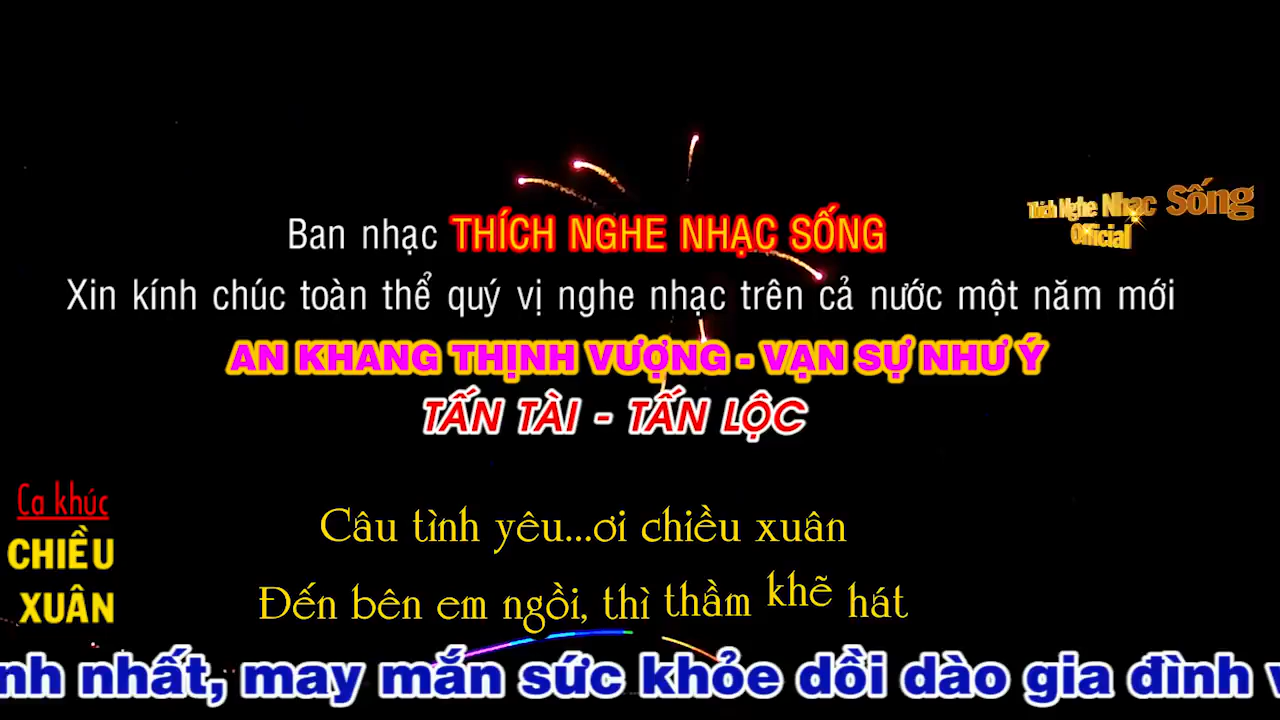 Ban nhạc THÍCH NGHE NHẠC SỐNG
Thích Nghe Nhạc Sống
Official
Xin kính chúc toàn thể quý vị nghe nhạc trên cả nước một năm mới
AN KHANG THỊNH VƯỢNG - VẠN SỰ NHƯ Ý
TẤN TÀI - TẤN LỘC
Ca khúc
CHIỀU
XUÂN
Câu tình yêu...ơi chiều xuân
Đến bên em ngồi, thì thầm khẽ hát
nh nhất, may mắn sức khỏe dồi dào gia đình v